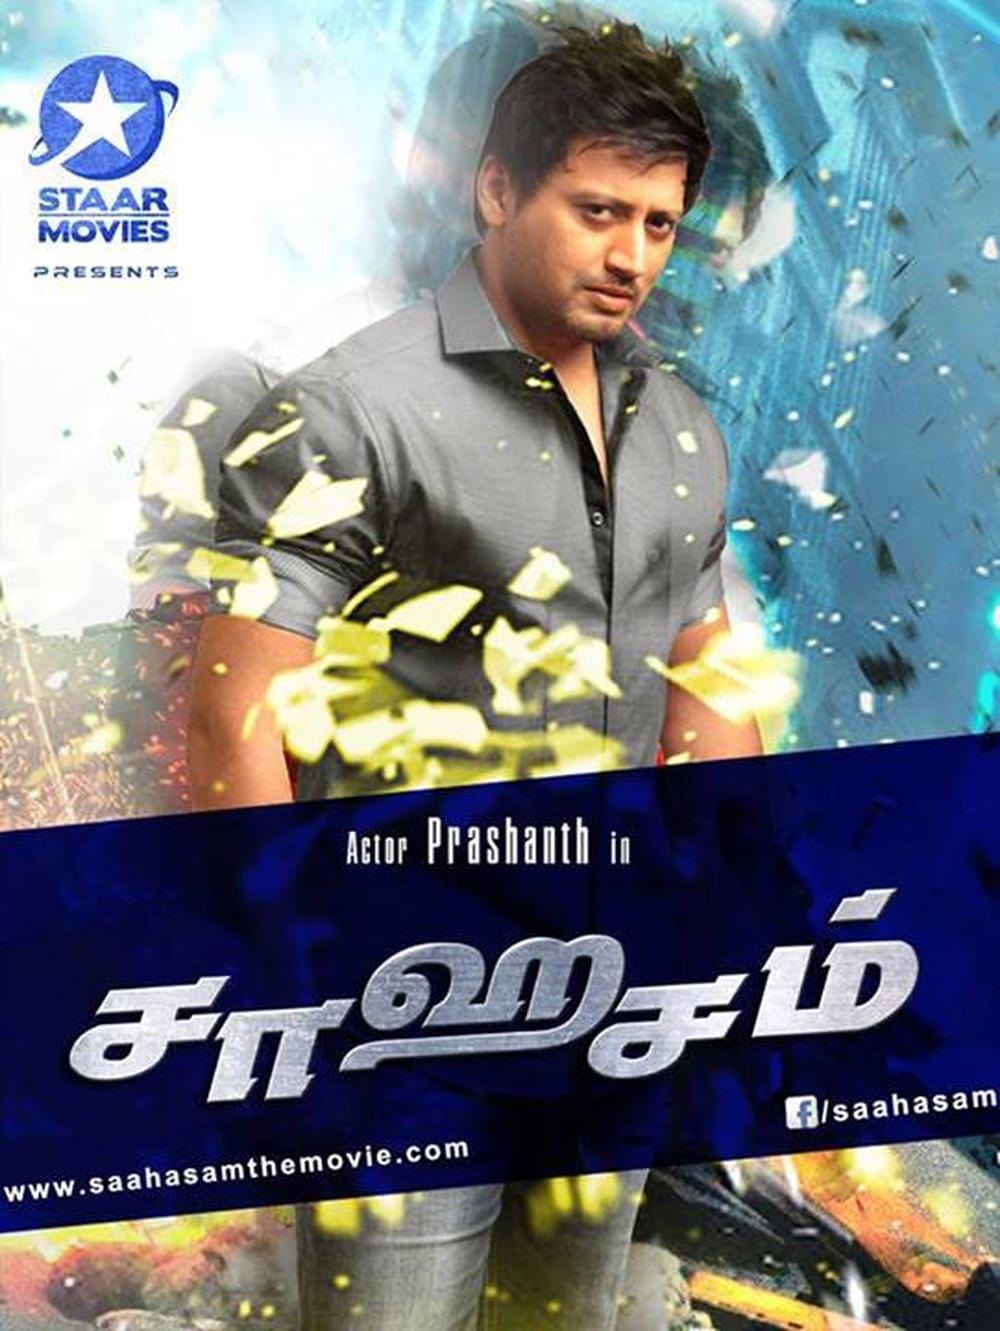 STAAR
MOVIES
PRESENTS
Actor Prashanth in
சாஹசம்
/saahasam
www.saahasamthemovie.com